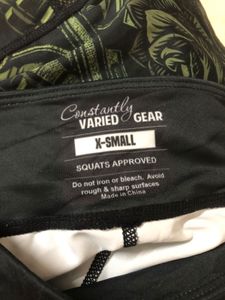 Constantly
VARIED GEAR
X-SMALL
SQUATS APPROVED
Do not iron or bleach. Avoid
rough & sharp surfaces
Made in China